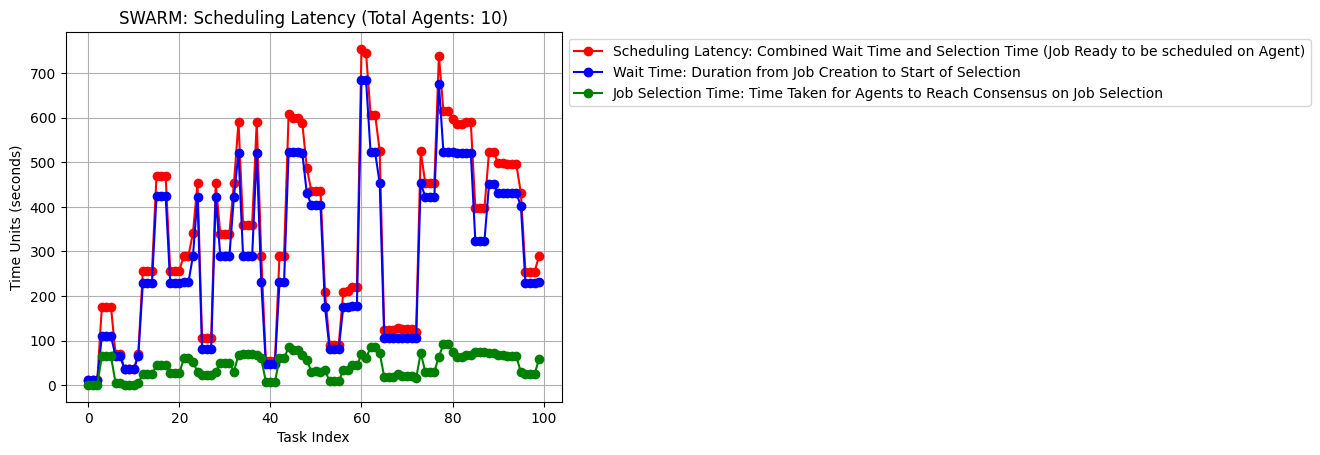 SWARM: Scheduling Latency (Total Agents: 10)
Scheduling Latency: Combined Wait Time and Selection Time (Job Ready to be scheduled on Agent)
Wait Time: Duration from Job Creation to Start of Selection
Job Selection Time: Time Taken for Agents to Reach Consensus on Job Selection
Time Units (seconds)
700
600
500
400
300
200
100
0
0 20 40 60 80 100
Task Index